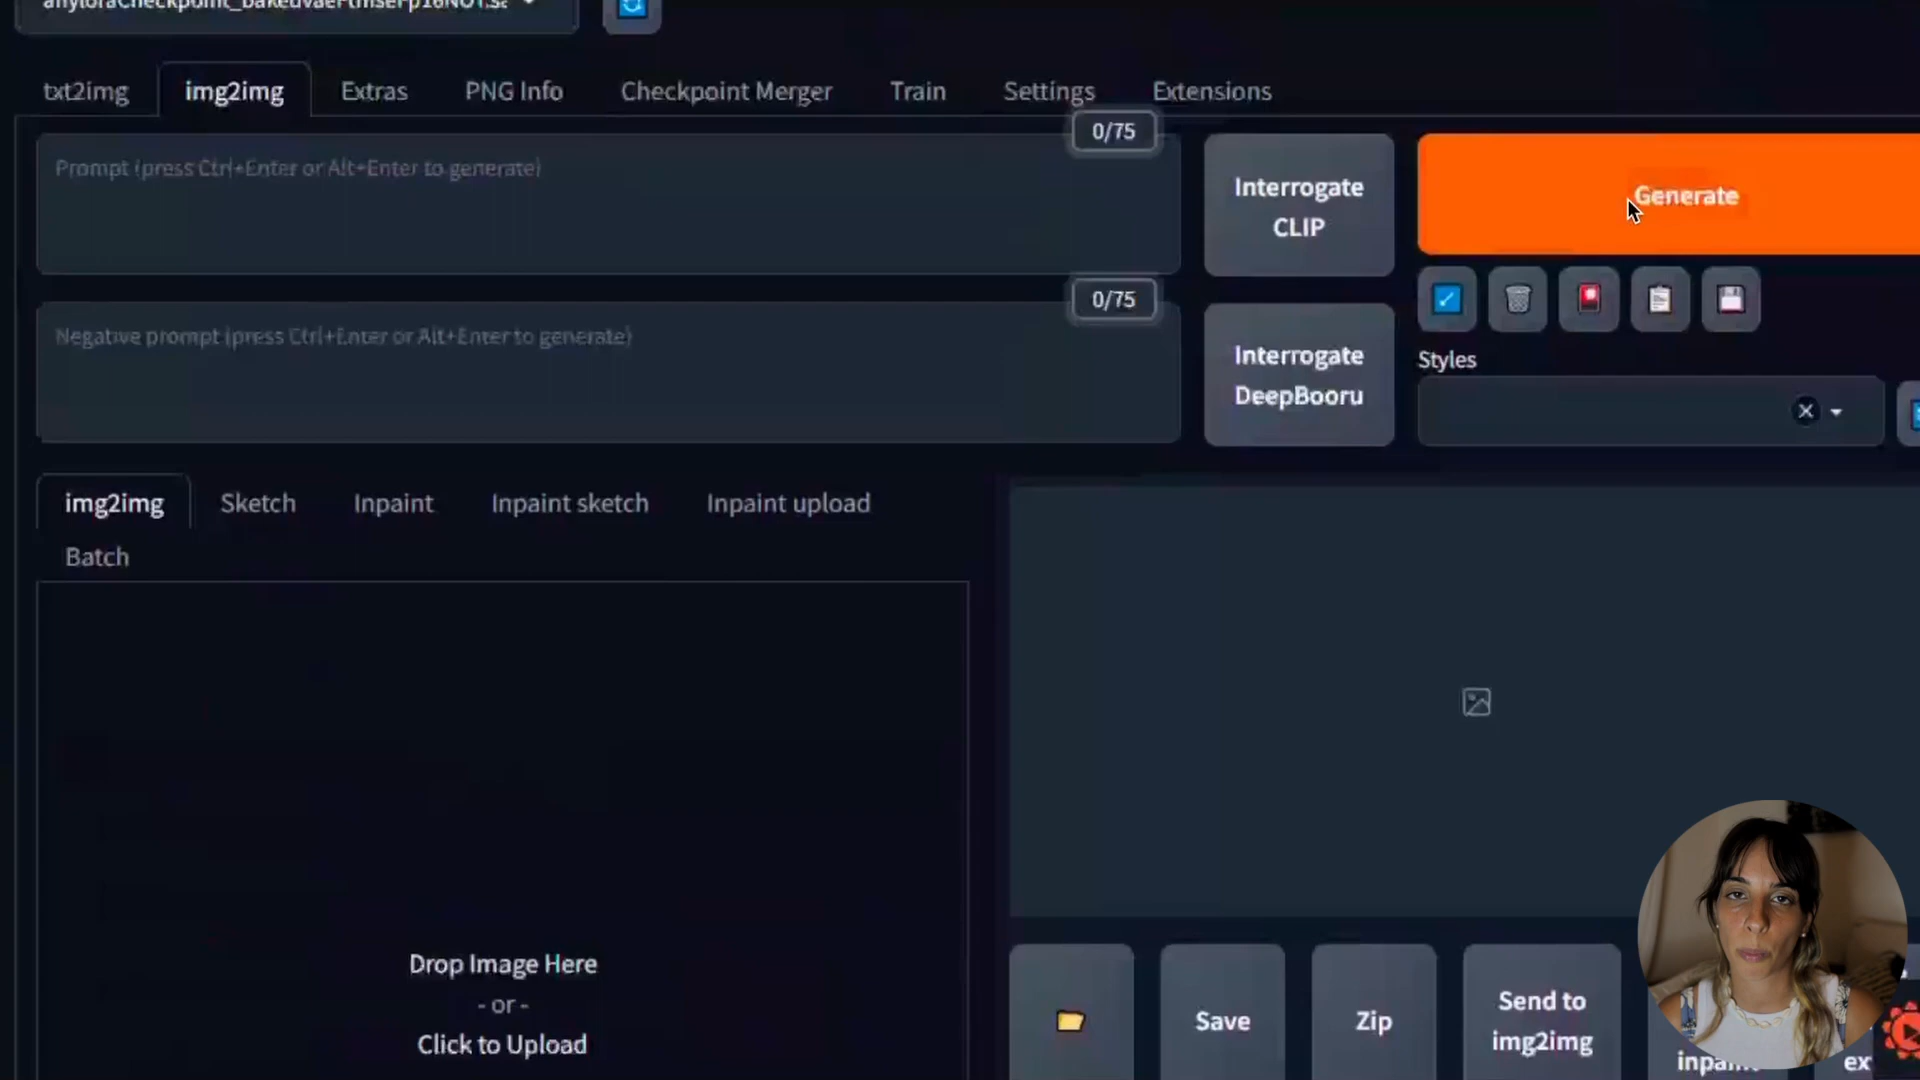 txt2img img2img Extras PNG Info Checkpoint Merger Train Settings Extensions
0/75
Prompt (press Ctrl+Enter or Alt+Enter to generate)
Interrogate
CLIP
Generate
0/75
Negative prompt (press Ctrl+Enter or Alt+Enter to generate)
Interrogate
DeepBooru
Styles
img2img Sketch Inpaint Inpaint sketch Inpaint upload
Batch
Drop Image Here
- or -
Click to Upload
Save
Zip
Send to
img2img